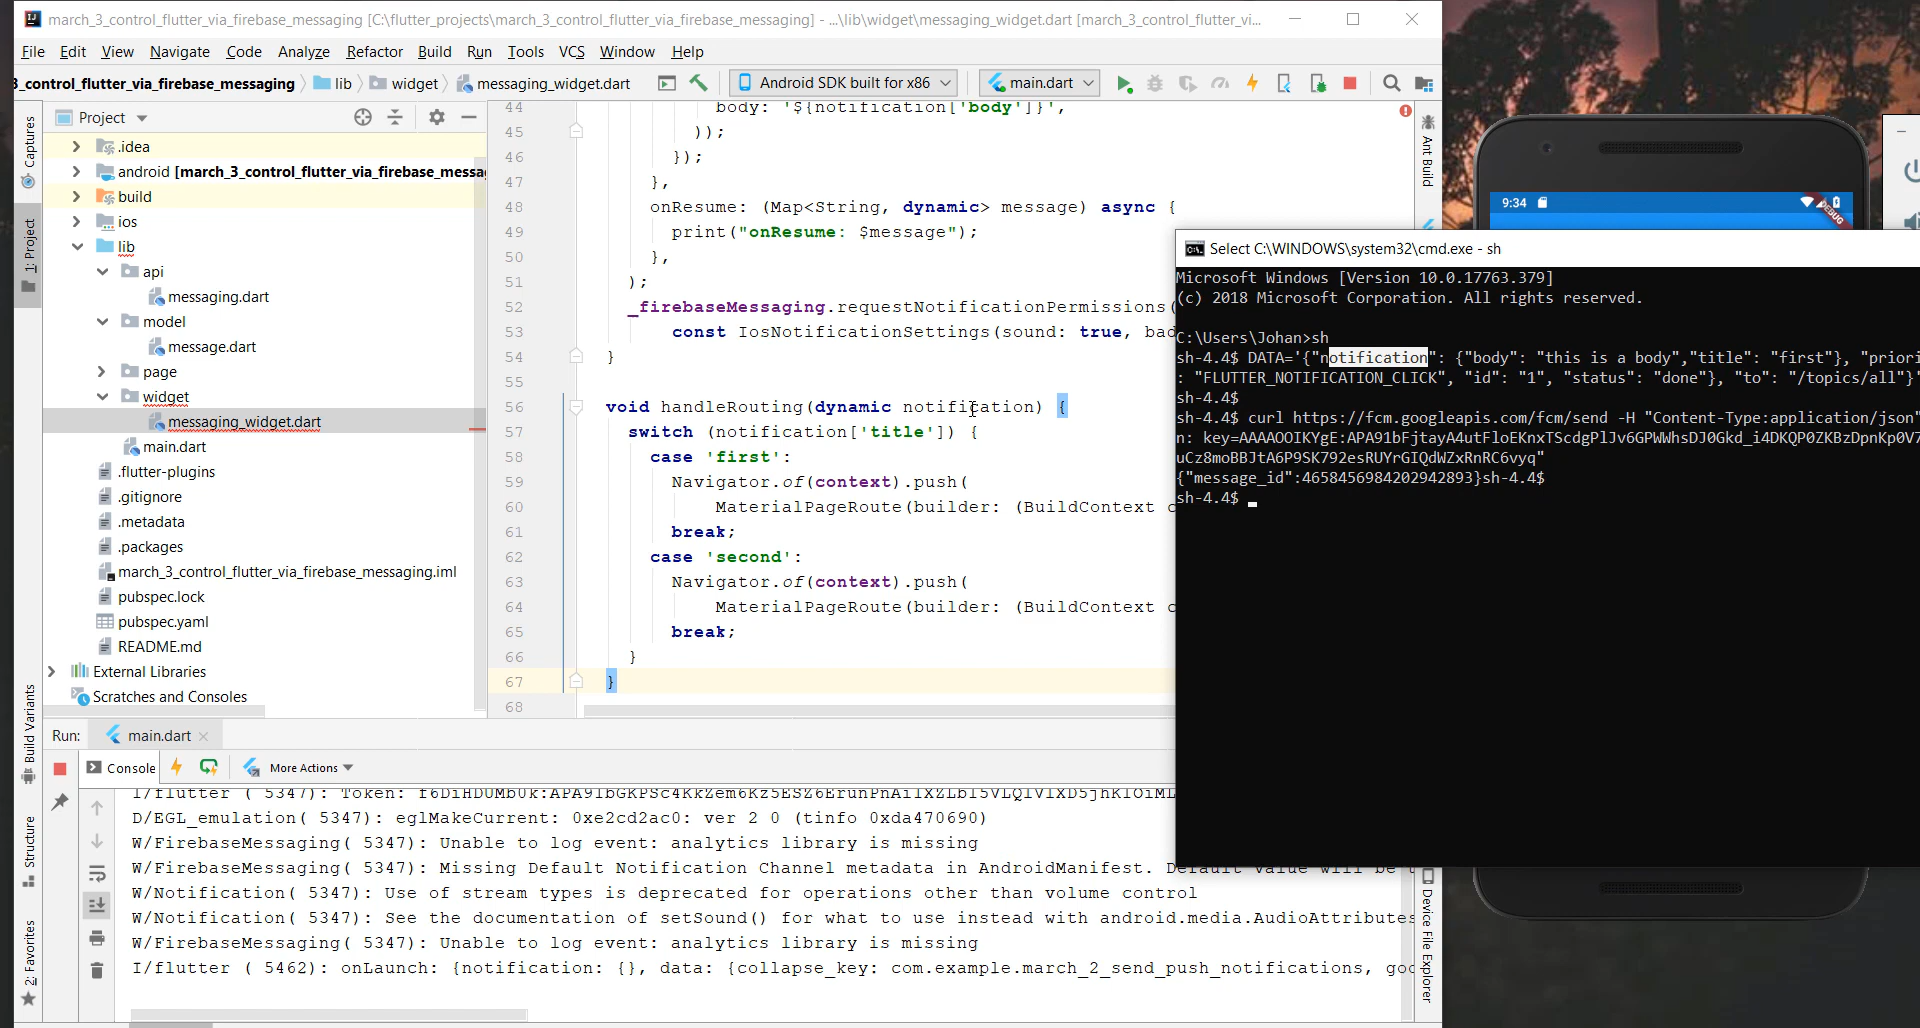 march_3_control_flutter_via_firebase_messaging [C:\flutter_projects\march_3_control_flutter_via_firebase_messaging] - ...\lib\widget\messaging_widget.dart [march_3_control_flutter_vi...
File Edit View Navigate Code Analyze Refactor Build Run Tools VCS Window Help
3_control_flutter_via_firebase_messaging lib widget messaging_widget.dart Android SDK built for x86 main.dart
Captures
1: Project
Build Variants
Structure
2: Favorites
Project
.idea
android [march_3_control_flutter_via_firebase_messa
build
ios
lib
api
messaging.dart
model
message.dart
page
widget
messaging_widget.dart
main.dart
.flutter-plugins
.gitignore
.metadata
.packages
march_3_control_flutter_via_firebase_messaging.iml
pubspec.lock
pubspec.yaml
README.md
External Libraries
Scratches and Consoles
44 body: '${notification['body']}',
45 ));
46 });
47 },
48 onResume: (Map<String, dynamic> message) async {
49 print("onResume: $message");
50 },
51 );
52 _firebaseMessaging.requestNotificationPermissions(
53 const IosNotificationSettings(sound: true, bad
54 }
55
56 void handleRouting(dynamic notification) {
57 switch (notification['title']) {
58 case 'first':
59 Navigator.of(context).push(
60 MaterialPageRoute(builder: (BuildContext c
61 break;
62 case 'second':
63 Navigator.of(context).push(
64 MaterialPageRoute(builder: (BuildContext c
65 break;
66 }
67 }
68
Ant Build
Device File Explorer
9:34
DEBUG
Select C:\WINDOWS\system32\cmd.exe - sh
Microsoft Windows [Version 10.0.17763.379]
(c) 2018 Microsoft Corporation. All rights reserved.
C:\Users\Johan>sh
sh-4.4$ DATA='{"notification": {"body": "this is a body","title": "first"}, "priori
: "FLUTTER_NOTIFICATION_CLICK", "id": "1", "status": "done"}, "to": "/topics/all"}'
sh-4.4$
sh-4.4$ curl https://fcm.googleapis.com/fcm/send -H "Content-Type:application/json"
n: key=AAAAOOIKYgE:APA91bFjtayA4utFloEKnxTScdgPlJv6GPWWhsDJ0Gkd_i4DKQP0ZKBzDpnKp0V7
uCz8moBBJtA6P9SK792esRUYrGIQdWZxRnRC6vyq"
{"message_id":4658456984202942893}sh-4.4$
sh-4.4$
Run: main.dart
Console More Actions
I/flutter ( 5347): Token:
D/EGL_emulation( 5347): eglMakeCurrent: 0xe2cd2ac0: ver 2 0 (tinfo 0xda470690)
W/FirebaseMessaging( 5347): Unable to log event: analytics library is missing
W/FirebaseMessaging( 5347): Missing Default Notification Channel metadata in AndroidManifest. Default value will be
W/Notification( 5347): Use of stream types is deprecated for operations other than volume control
W/Notification( 5347): See the documentation of setSound() for what to use instead with android.media.AudioAttributes
W/FirebaseMessaging( 5347): Unable to log event: analytics library is missing
I/flutter ( 5462): onLaunch: {notification: {}, data: {collapse_key: com.example.march_2_send_push_notifications, goo